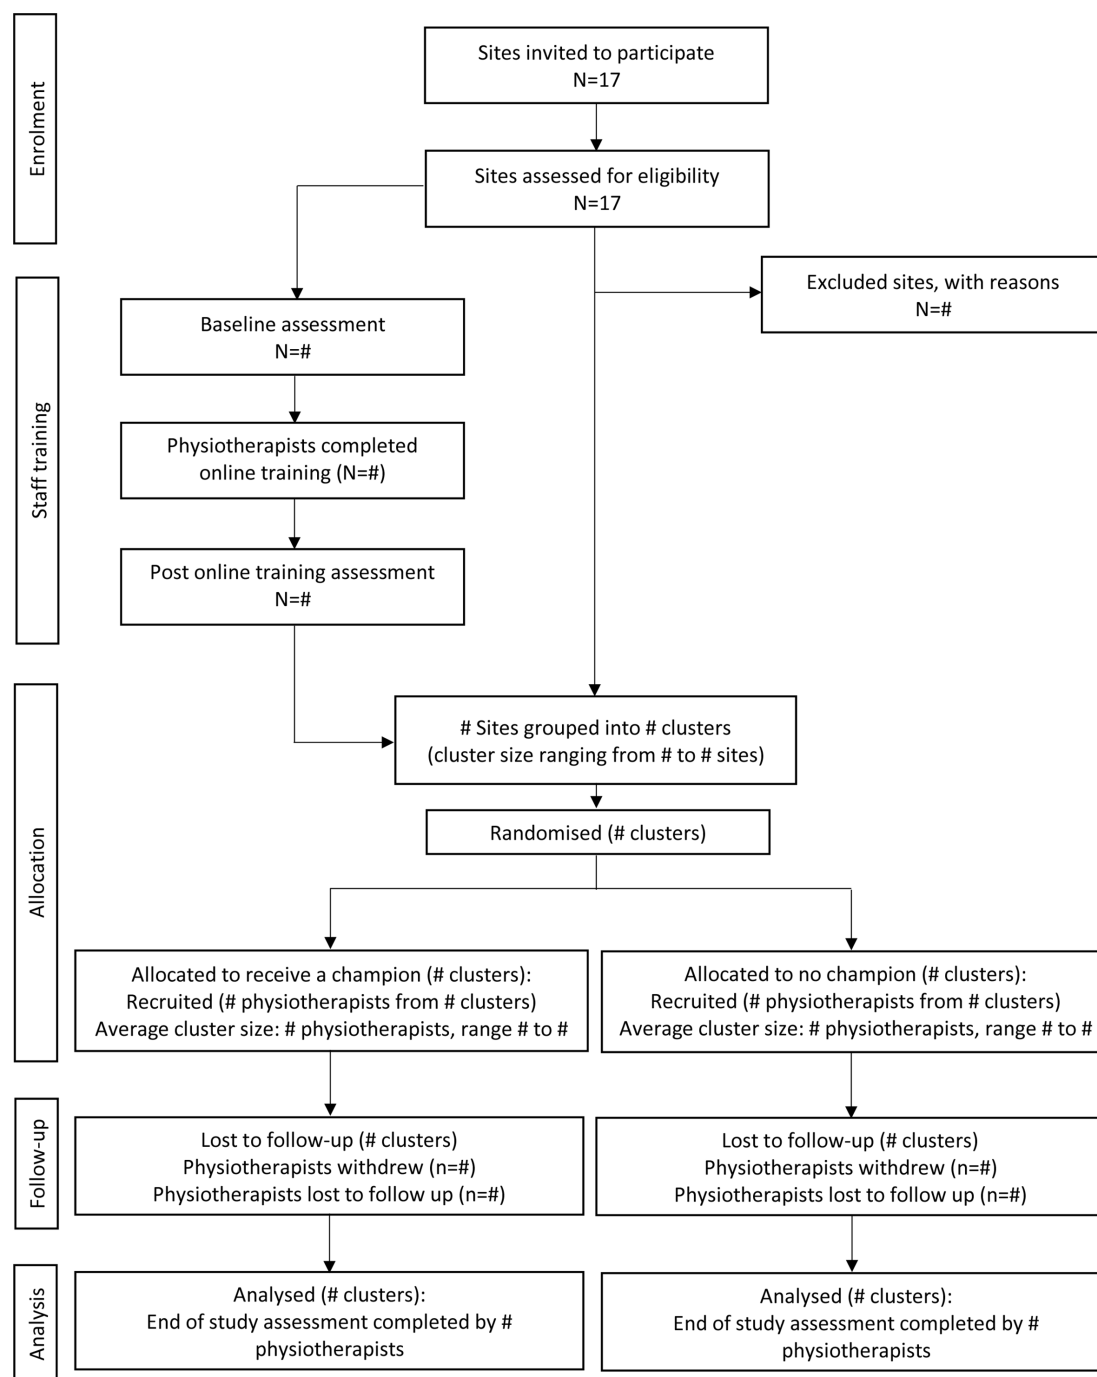 Enrolment
Sites invited to participate
N=17
Sites assessed for eligibility
N=17
Excluded sites, with reasons
N=#
Staff training
Baseline assessment
N=#
Physiotherapists completed
online training (N=#)
Post online training assessment
N=#
Allocation
# Sites grouped into # clusters
(cluster size ranging from # to # sites)
Randomised (# clusters)
Allocated to receive a champion (# clusters):
Recruited (# physiotherapists from # clusters)
Average cluster size: # physiotherapists, range # to #
Allocated to no champion (# clusters):
Recruited (# physiotherapists from # clusters)
Average cluster size: # physiotherapists, range # to #
Follow-up
Lost to follow-up (# clusters)
Physiotherapists withdrew (n=#)
Physiotherapists lost to follow up (n=#)
Lost to follow-up (# clusters)
Physiotherapists withdrew (n=#)
Physiotherapists lost to follow up (n=#)
Analysis
Analysed (# clusters):
End of study assessment completed by #
physiotherapists
Analysed (# clusters):
End of study assessment completed by #
physiotherapists